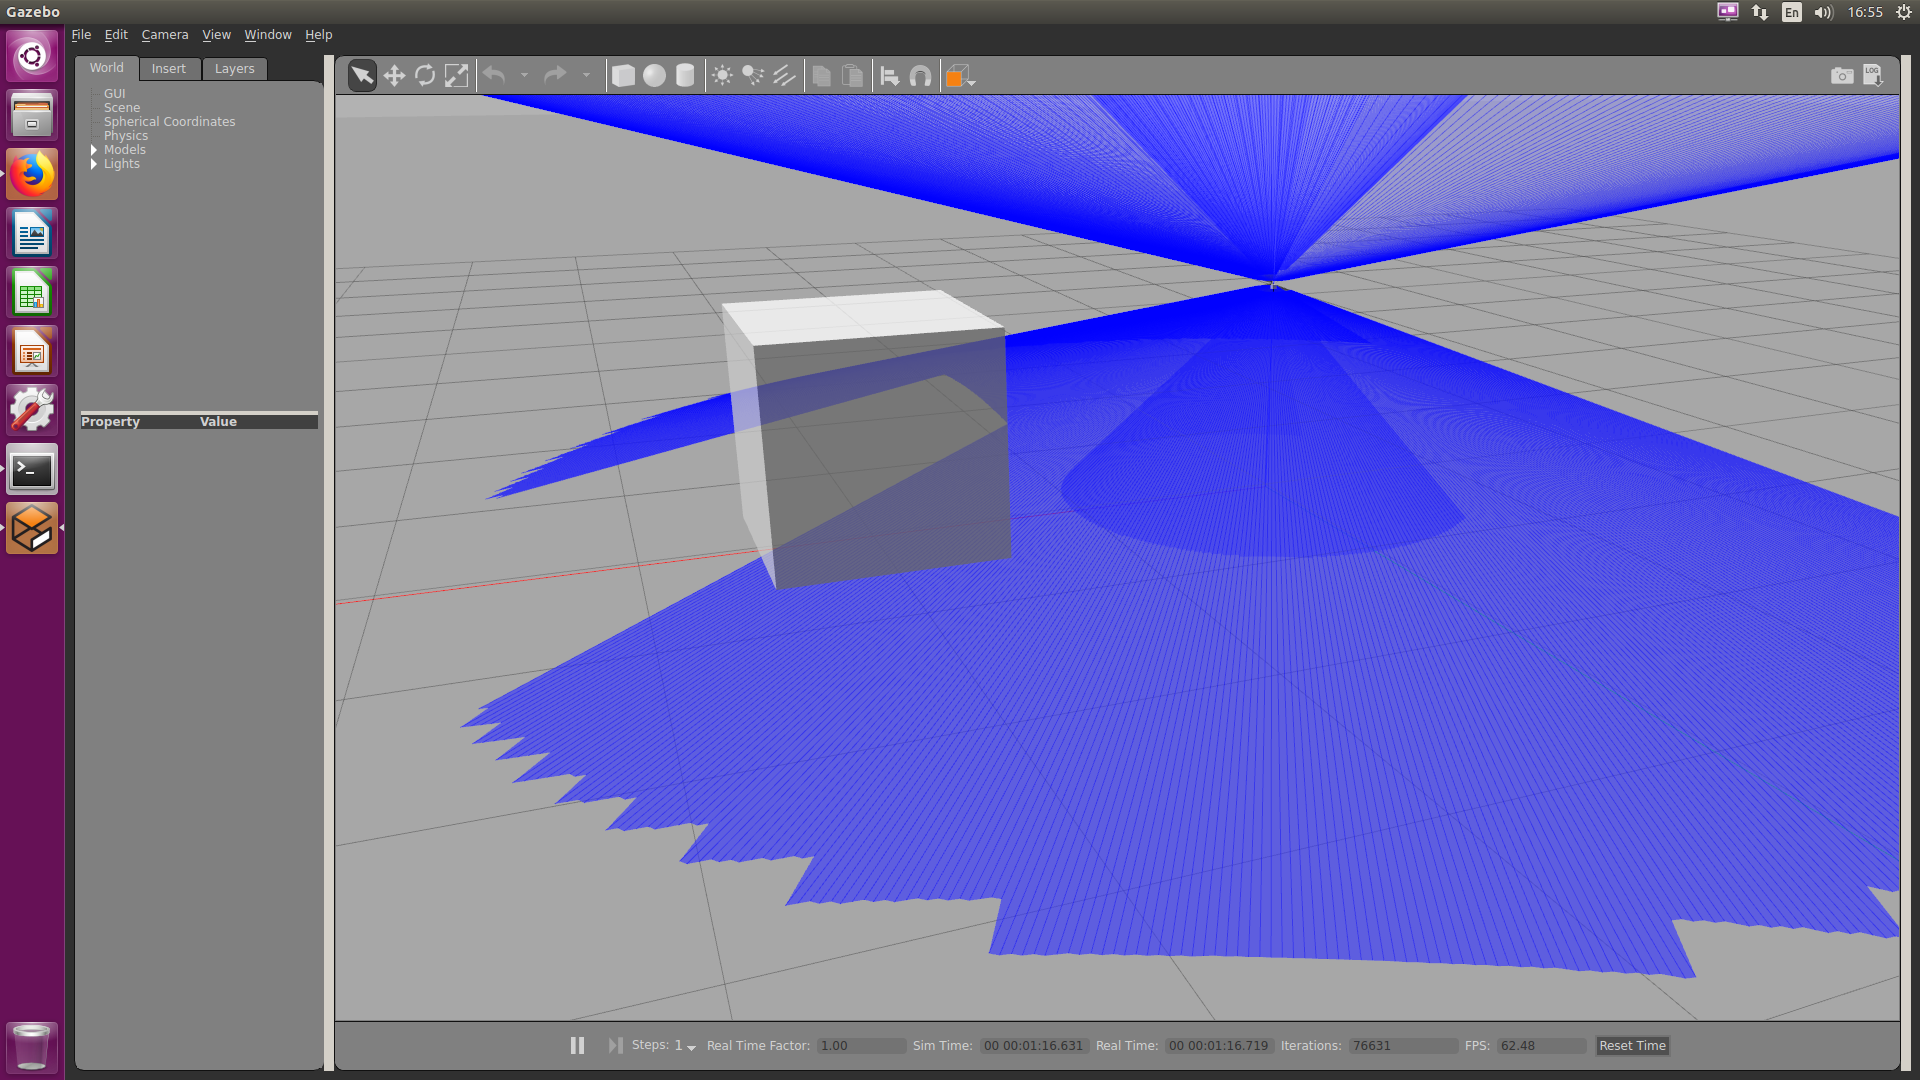 Gazebo
En
16:55
File Edit Camera View Window Help
World Insert Layers
LOG
GUI
Scene
Spherical Coordinates
Physics
Models
Lights
Property Value
Steps: 1 Real Time Factor: 1.00 Sim Time: 00 00:01:16.631 Real Time: 00 00:01:16.719 Iterations: 76631 FPS: 62.48 Reset Time